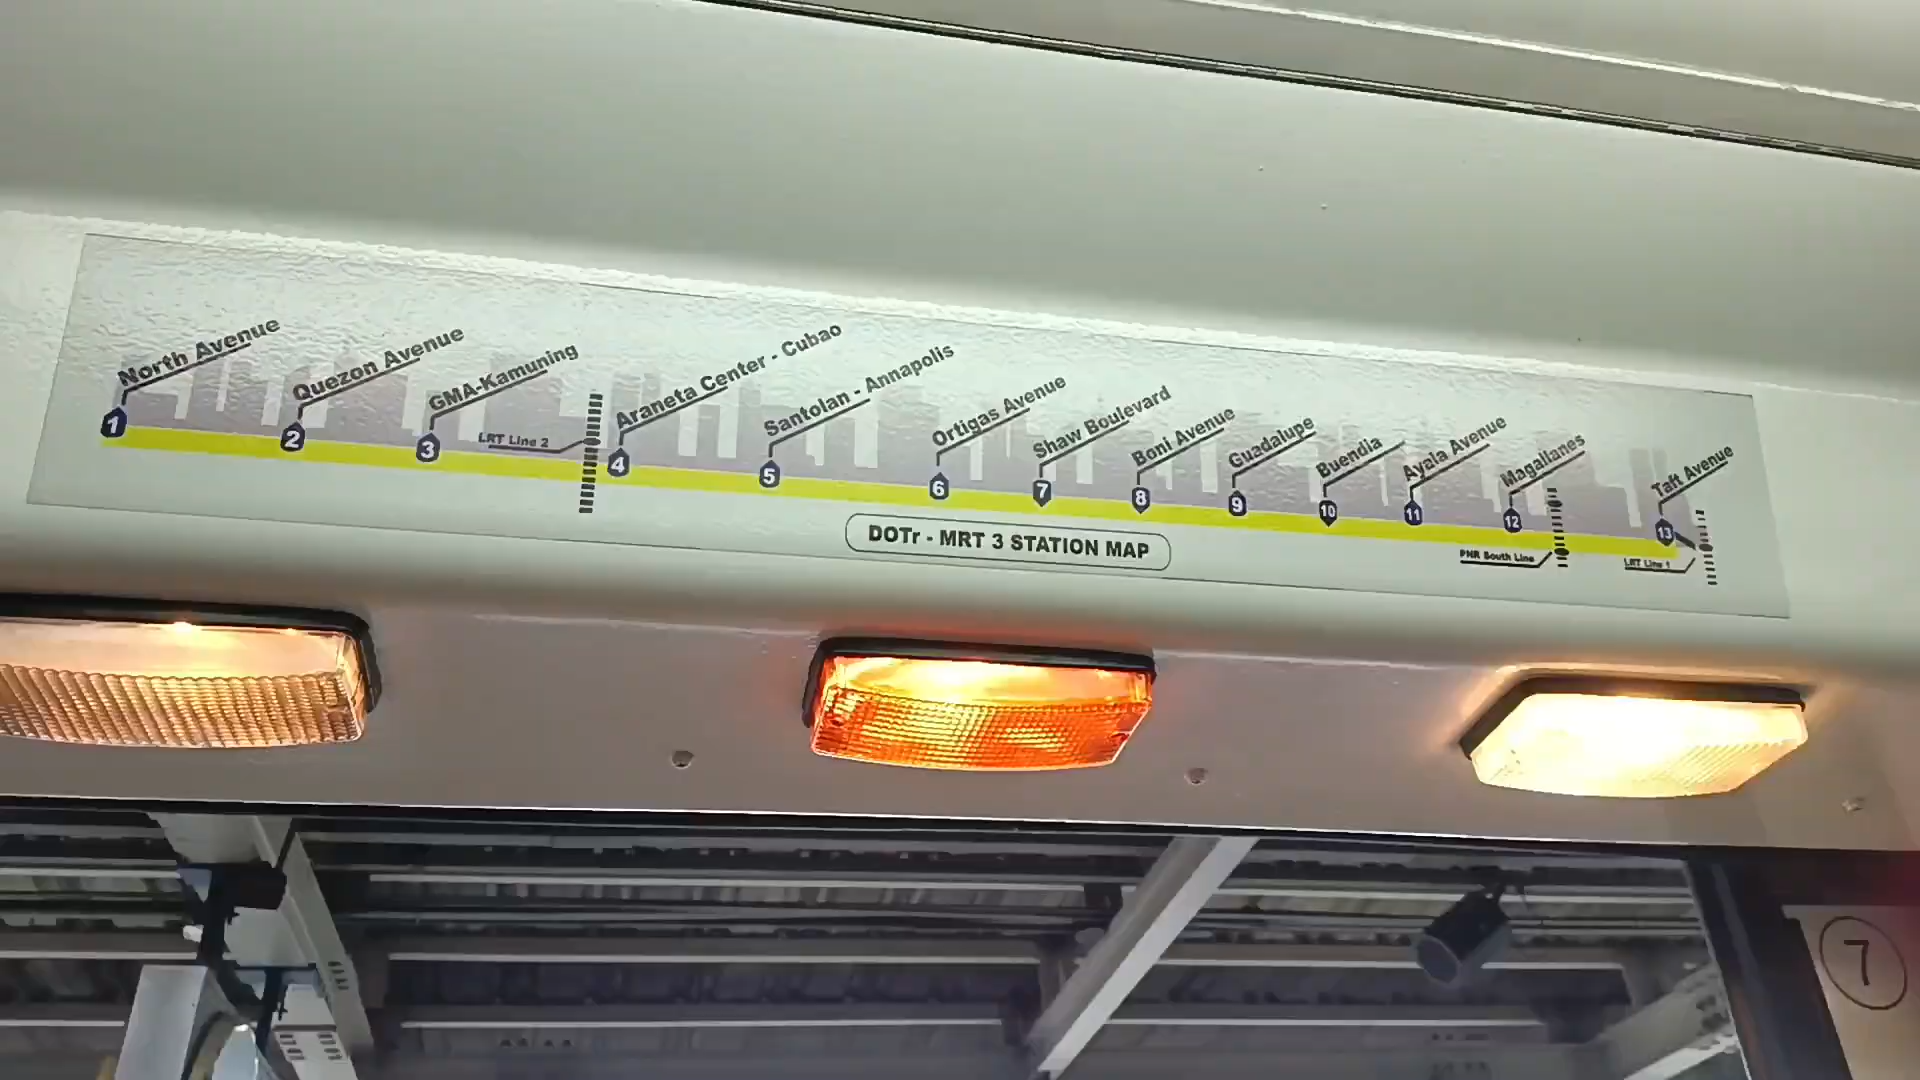 North Avenue
Quezon Avenue
GMA-Kamuning
Araneta Center - Cubao
Santolan - Annapolis
Ortigas Avenue
Shaw Boulevard
Boni Avenue
Guadalupe
Buendia
Ayala Avenue
Magallanes
Taft Avenue
1
2
3
LRT Line 2
4
5
6
7
8
9
10
11
12
13
PNR South Line
LRT Line 1
DOTr - MRT 3 STATION MAP
7